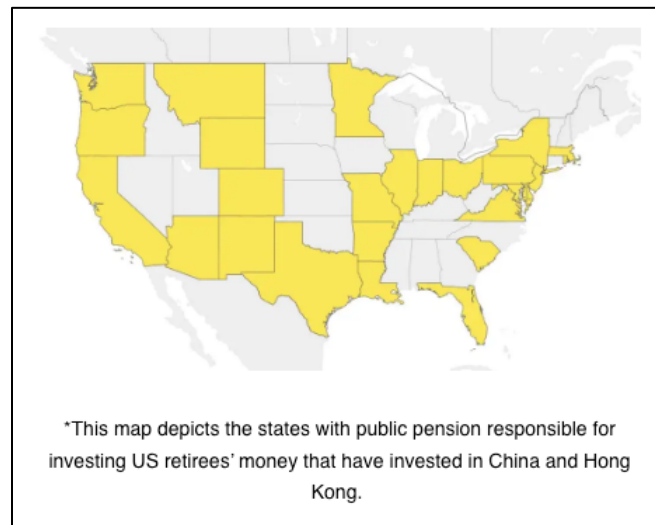 *This map depicts the states with public pension responsible for
investing US retirees' money that have invested in China and Hong
Kong.